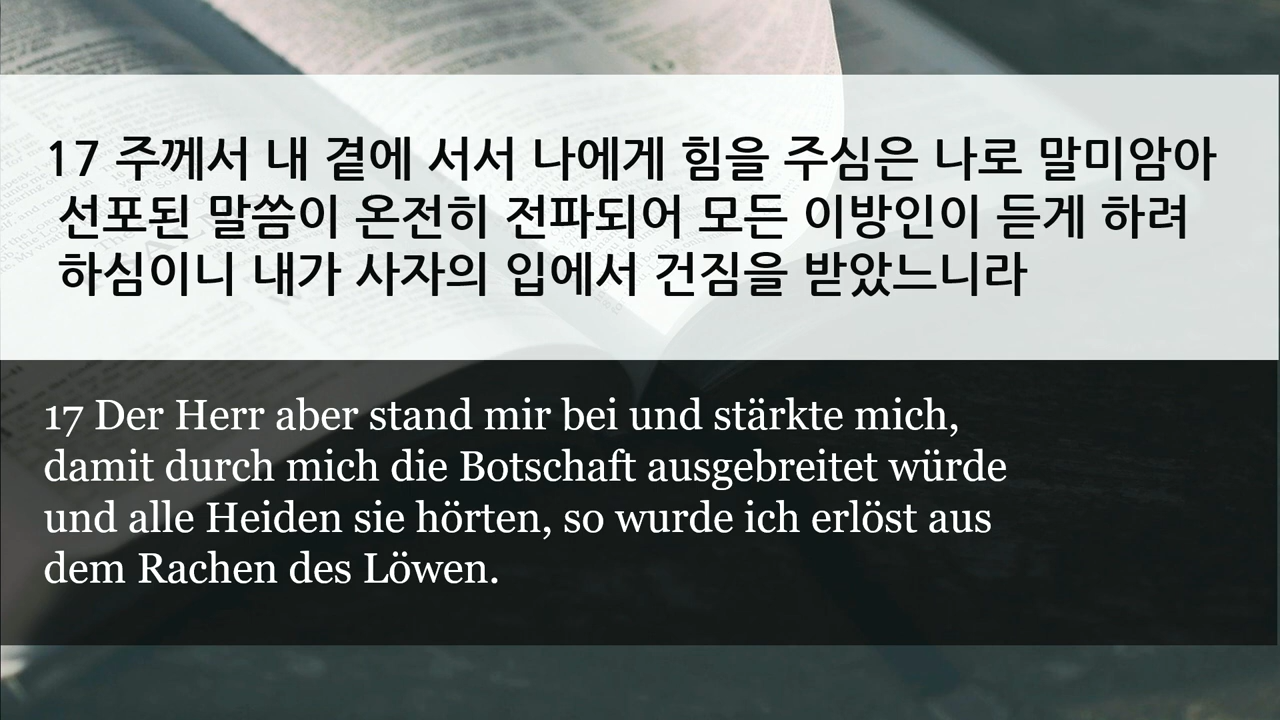 17 주께서 내 곁에 서서 나에게 힘을 주심은 나로 말미암아
선포된 말씀이 온전히 전파되어 모든 이방인이 듣게 하려
하심이니 내가 사자의 입에서 건짐을 받았느니라
17 Der Herr aber stand mir bei und stärkte mich,
damit durch mich die Botschaft ausgebreitet würde
und alle Heiden sie hörten, so wurde ich erlöst aus
dem Rachen des Löwen.